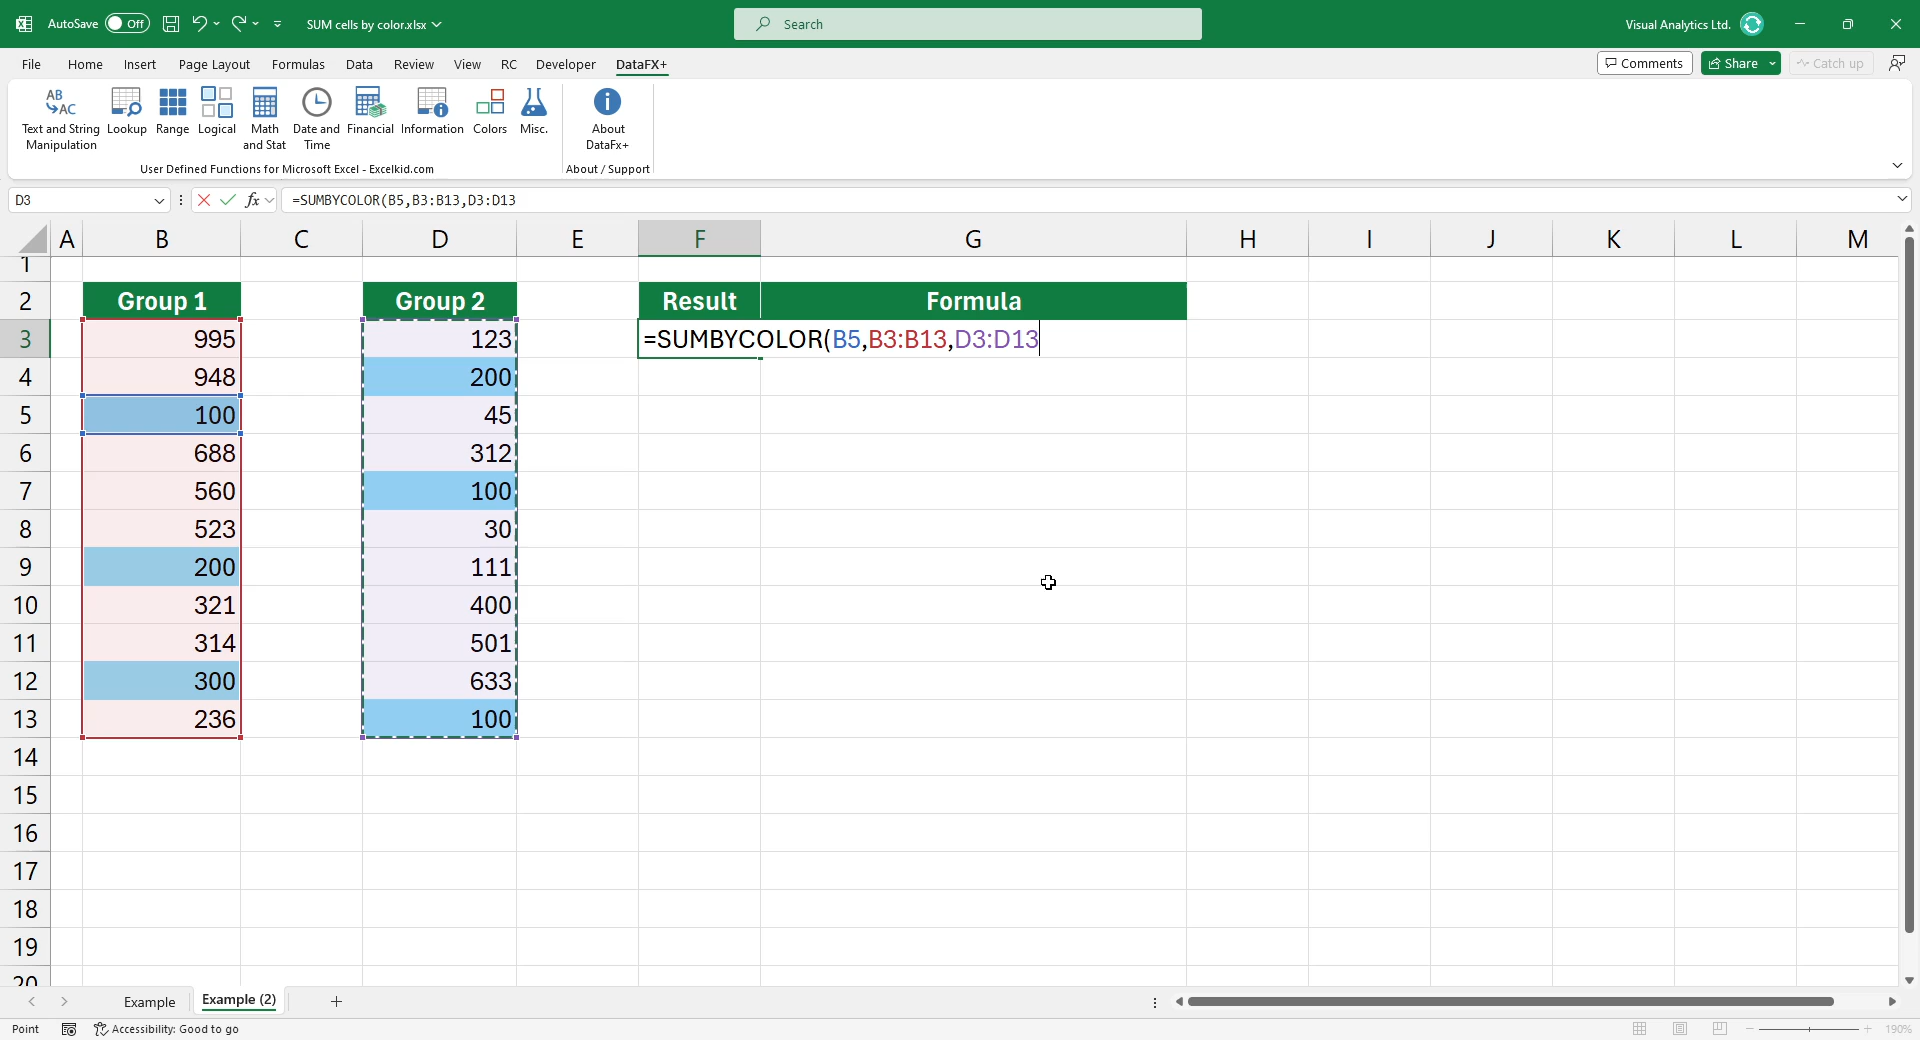 AutoSave Off SUM cells by color.xlsx Search Visual Analytics Ltd.
File Home Insert Page Layout Formulas Data Review View RC Developer DataFX+ Comments Share Catch up
Text and String Manipulation Lookup Range Logical Math and Stat Date and Time Financial Information Colors Misc. About DataFx+
User Defined Functions for Microsoft Excel - Excelkid.com About / Support
D3 fx =SUMBYCOLOR(B5,B3:B13,D3:D13
A B C D E F G H I J K L M
1
2 Group 1 Group 2 Result Formula
3 995 123 =SUMBYCOLOR(B5,B3:B13,D3:D13
4 948 200
5 100 45
6 688 312
7 560 100
8 523 30
9 200 111
10 321 400
11 314 501
12 300 633
13 236 100
14
15
16
17
18
19
20
Example Example (2)
Point Accessibility: Good to go 190%